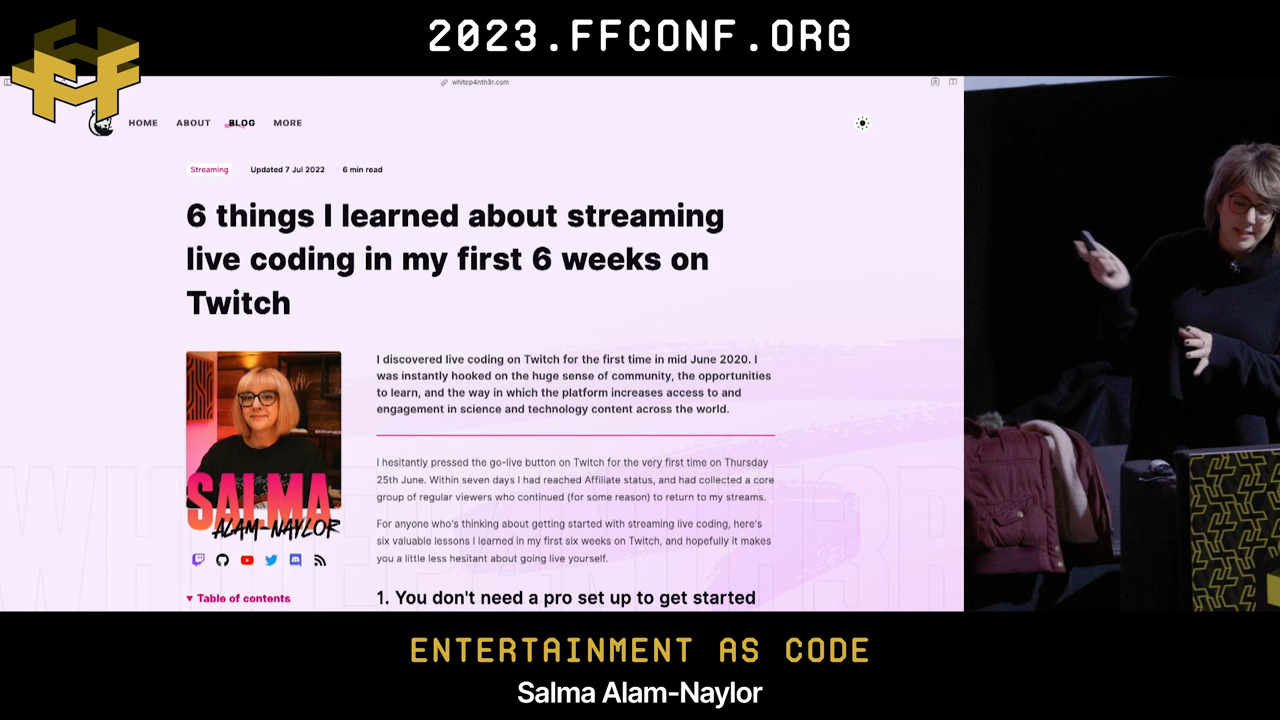 2023.FFCONF.ORG
whitep4nth3r.com
HOME ABOUT BLOG MORE
Streaming Updated 7 Jul 2022 6 min read
6 things I learned about streaming
live coding in my first 6 weeks on
Twitch
I discovered live coding on Twitch for the first time in mid June 2020. I
was instantly hooked on the huge sense of community, the opportunities
to learn, and the way in which the platform increases access to and
engagement in science and technology content across the world.
I hesitantly pressed the go-live button on Twitch for the very first time on Thursday
25th June. Within seven days I had reached Affiliate status, and had collected a core
group of regular viewers who continued (for some reason) to return to my streams.
For anyone who's thinking about getting started with streaming live coding, here's
six valuable lessons I learned in my first six weeks on Twitch, and hopefully it makes
you a little less hesitant about going live yourself.
SALMA
ALAM-NAYLOR
▼ Table of contents
1. You don't need a pro set up to get started
WHITEP4NTH3R
ENTERTAINMENT AS CODE
Salma Alam-Naylor